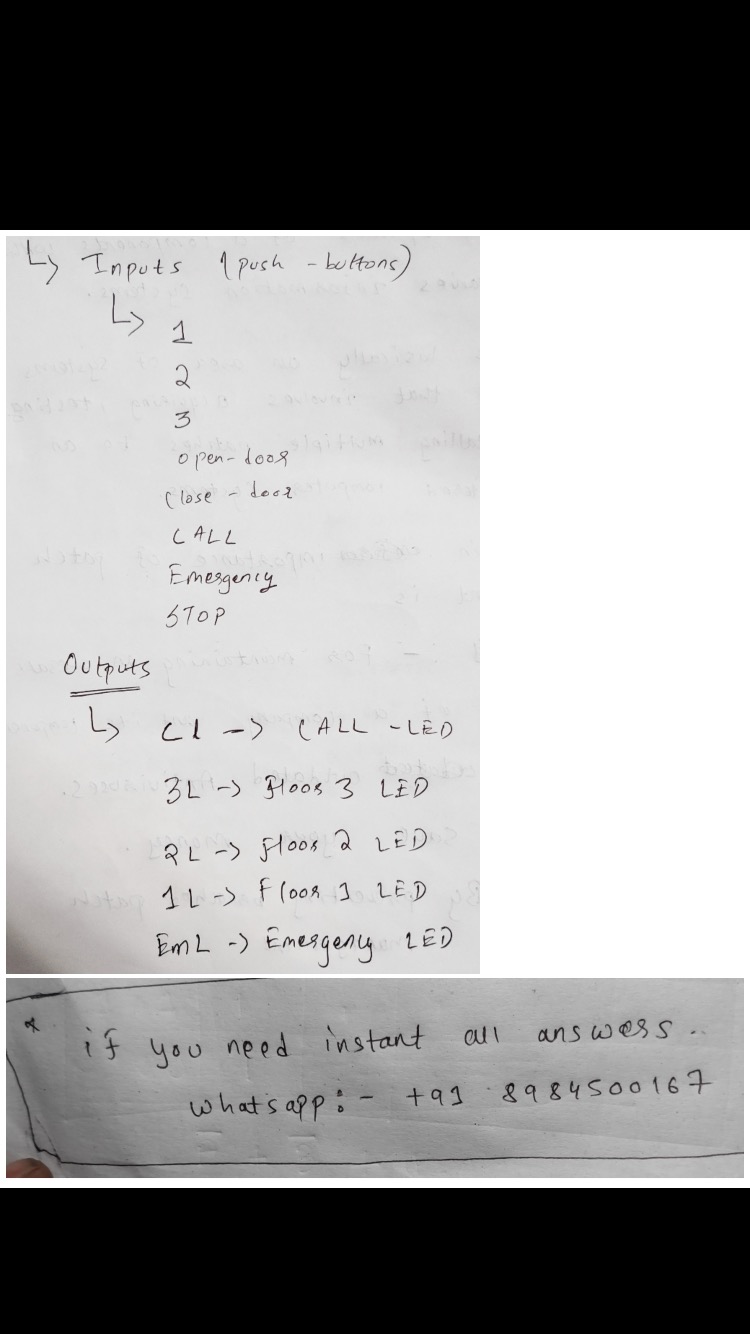 ↳ Inputs (push - buttons)
↳ 1
2
3
open-door
close - door
CALL
Emergency
STOP
Outputs
↳ CL -> CALL - LED
3L -> Floor 3 LED
2L -> Floor 2 LED
1L -> Floor 1 LED
EmL -> Emergency LED
* if you need instant all answers..
whatsapp :- +91 8984500167